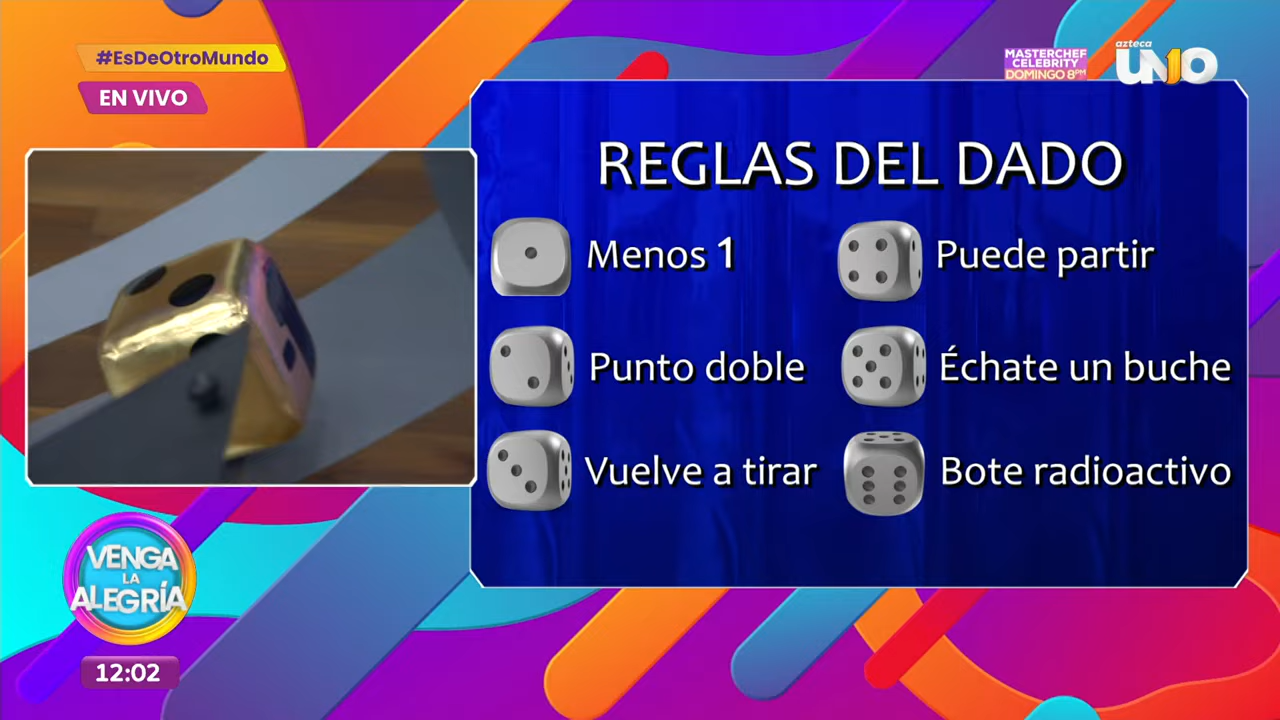 #EsDeOtroMundo
EN VIVO
MASTERCHEF
CELEBRITY
DOMINGO 8PM
azteca
UN1O
REGLAS DEL DADO
Menos 1
Puede partir
Punto doble
Échate un buche
Vuelve a tirar
Bote radioactivo
VENGA
LA
ALEGRÍA
12:02